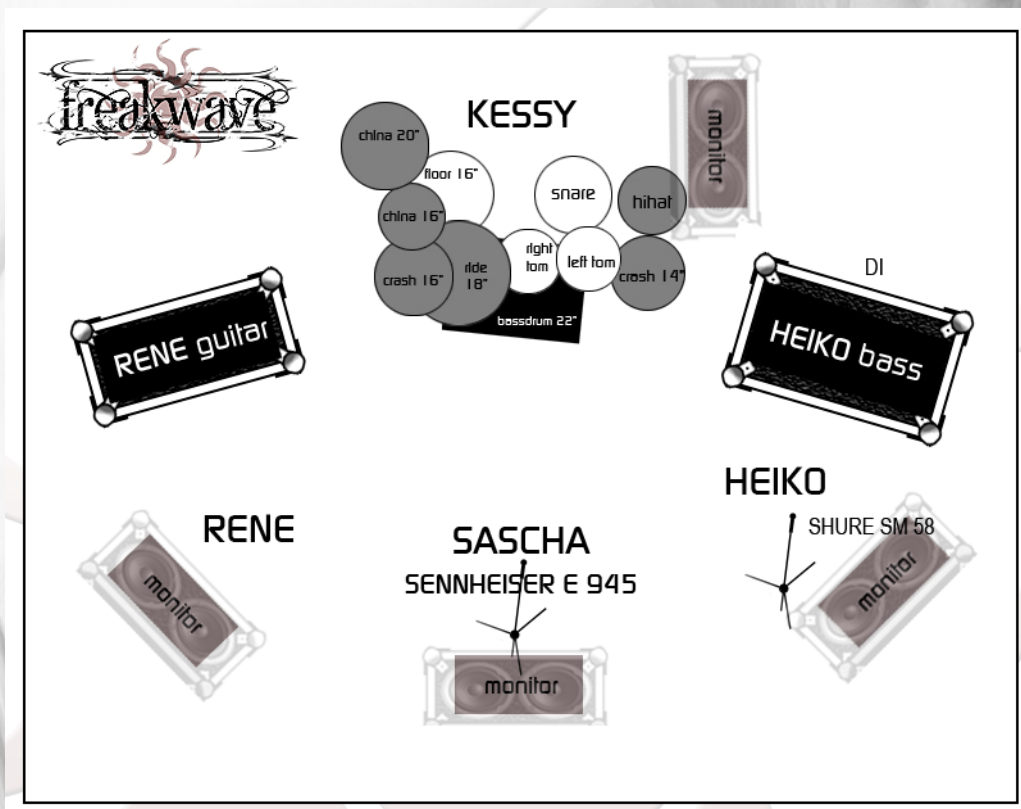 freakwave
KESSY
monitor
china 20"
floor 16"
snare
hihat
china 16"
right
tom
left tom
ride
18"
crash 16"
crash 14"
bassdrum 22"
DI
RENE guitar
HEIKO bass
HEIKO
RENE
SHURE SM 58
SASCHA
SENNHEISER E 945
monitor
monitor
monitor